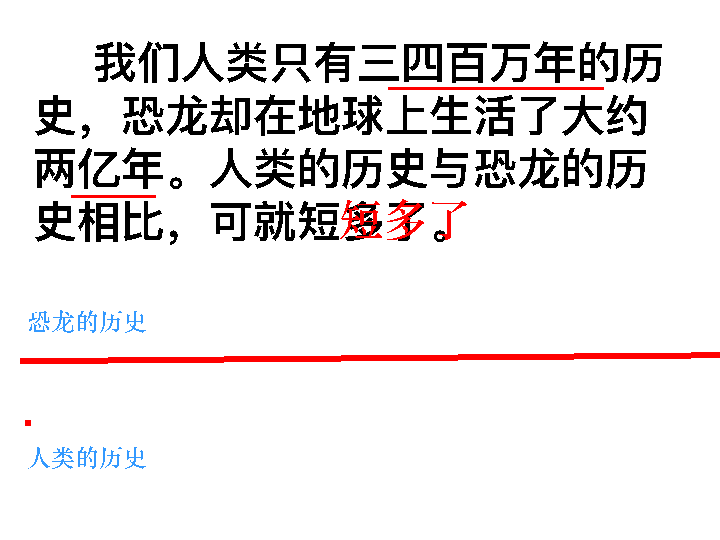 我们人类只有三四百万年的历
史，恐龙却在地球上生活了大约
两亿年。人类的历史与恐龙的历
史相比，可就短多了。
短多了
恐龙的历史
人类的历史